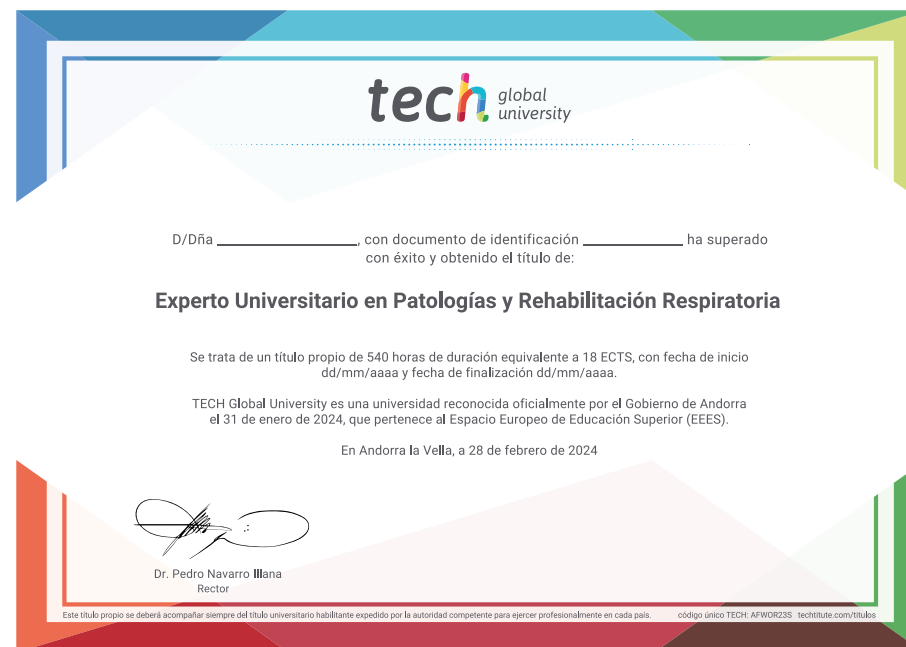 tech global university
D/Dña ____________________, con documento de identificación ______________ ha superado
con éxito y obtenido el título de:
Experto Universitario en Patologías y Rehabilitación Respiratoria
Se trata de un título propio de 540 horas de duración equivalente a 18 ECTS, con fecha de inicio
dd/mm/aaaa y fecha de finalización dd/mm/aaaa.
TECH Global University es una universidad reconocida oficialmente por el Gobierno de Andorra
el 31 de enero de 2024, que pertenece al Espacio Europeo de Educación Superior (EEES).
En Andorra la Vella, a 28 de febrero de 2024
Dr. Pedro Navarro Illana
Rector
Este título propio se deberá acompañar siempre del título universitario habilitante expedido por la autoridad competente para ejercer profesionalmente en cada país. código único TECH: AFWOR23S techtitute.com/titulos